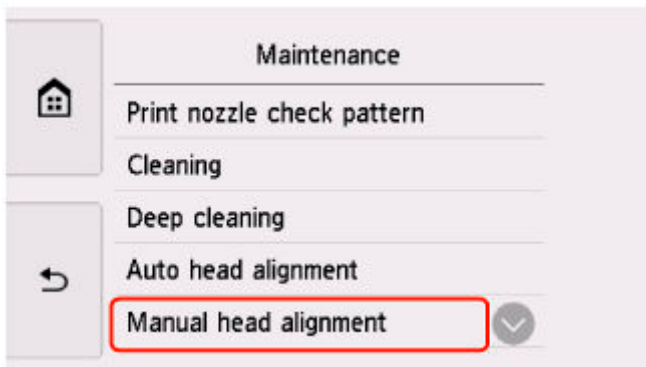 Maintenance
Print nozzle check pattern
Cleaning
Deep cleaning
Auto head alignment
Manual head alignment